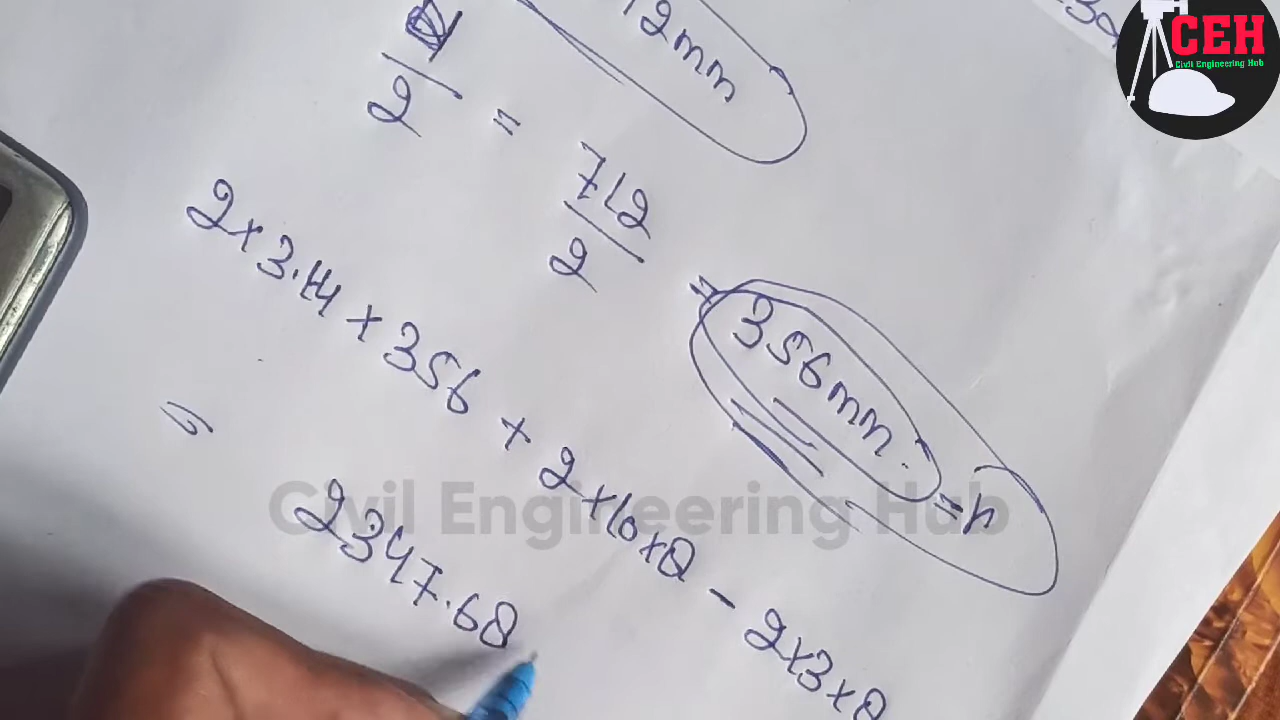 CEH
Civil Engineering Hub
12mm
2 = 712/2 = 356mm. = r
2×3.14×356 + 2×10×8 − 2×3×8
= 2347.68
Civil Engineering Hub